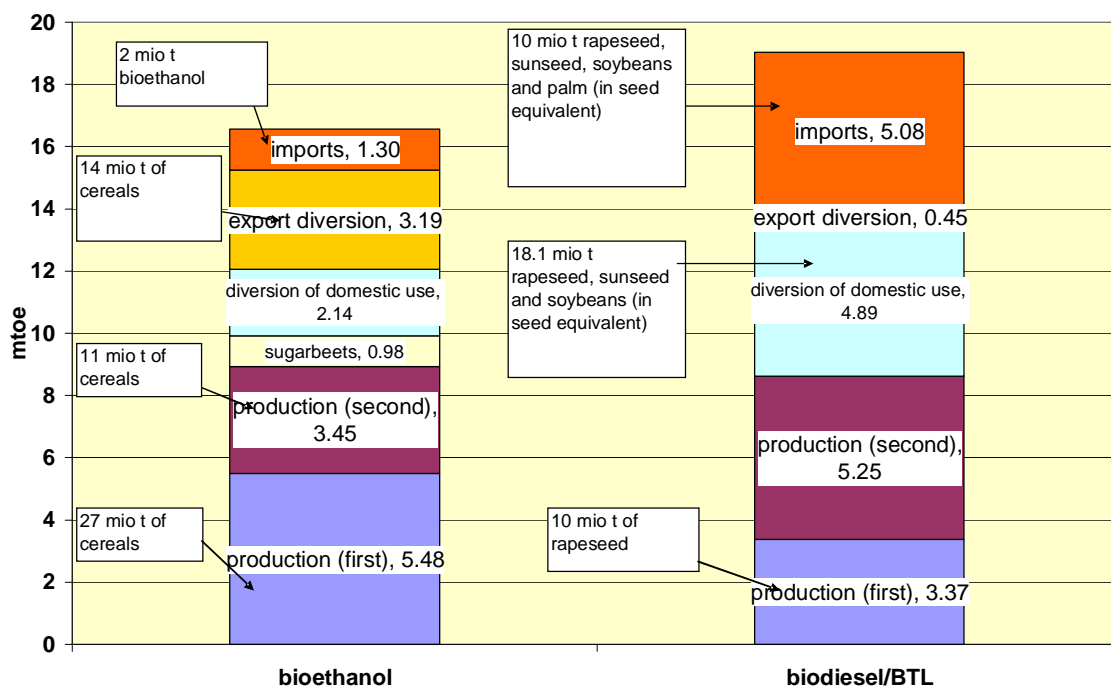 20
18
16
14
12
10
8
6
4
2
0
mtoe
2 mio t
bioethanol
14 mio t of
cereals
11 mio t of
cereals
27 mio t of
cereals
imports, 1.30
export diversion, 3.19
diversion of domestic use,
2.14
sugarbeets, 0.98
production (second),
3.45
production (first), 5.48
10 mio t rapeseed,
sunseed, soybeans
and palm (in seed
equivalent)
18.1 mio t
rapeseed, sunseed
and soybeans (in
seed equivalent)
10 mio t of
rapeseed
imports, 5.08
export diversion, 0.45
diversion of domestic use,
4.89
production (second),
5.25
production (first), 3.37
bioethanol
biodiesel/BTL